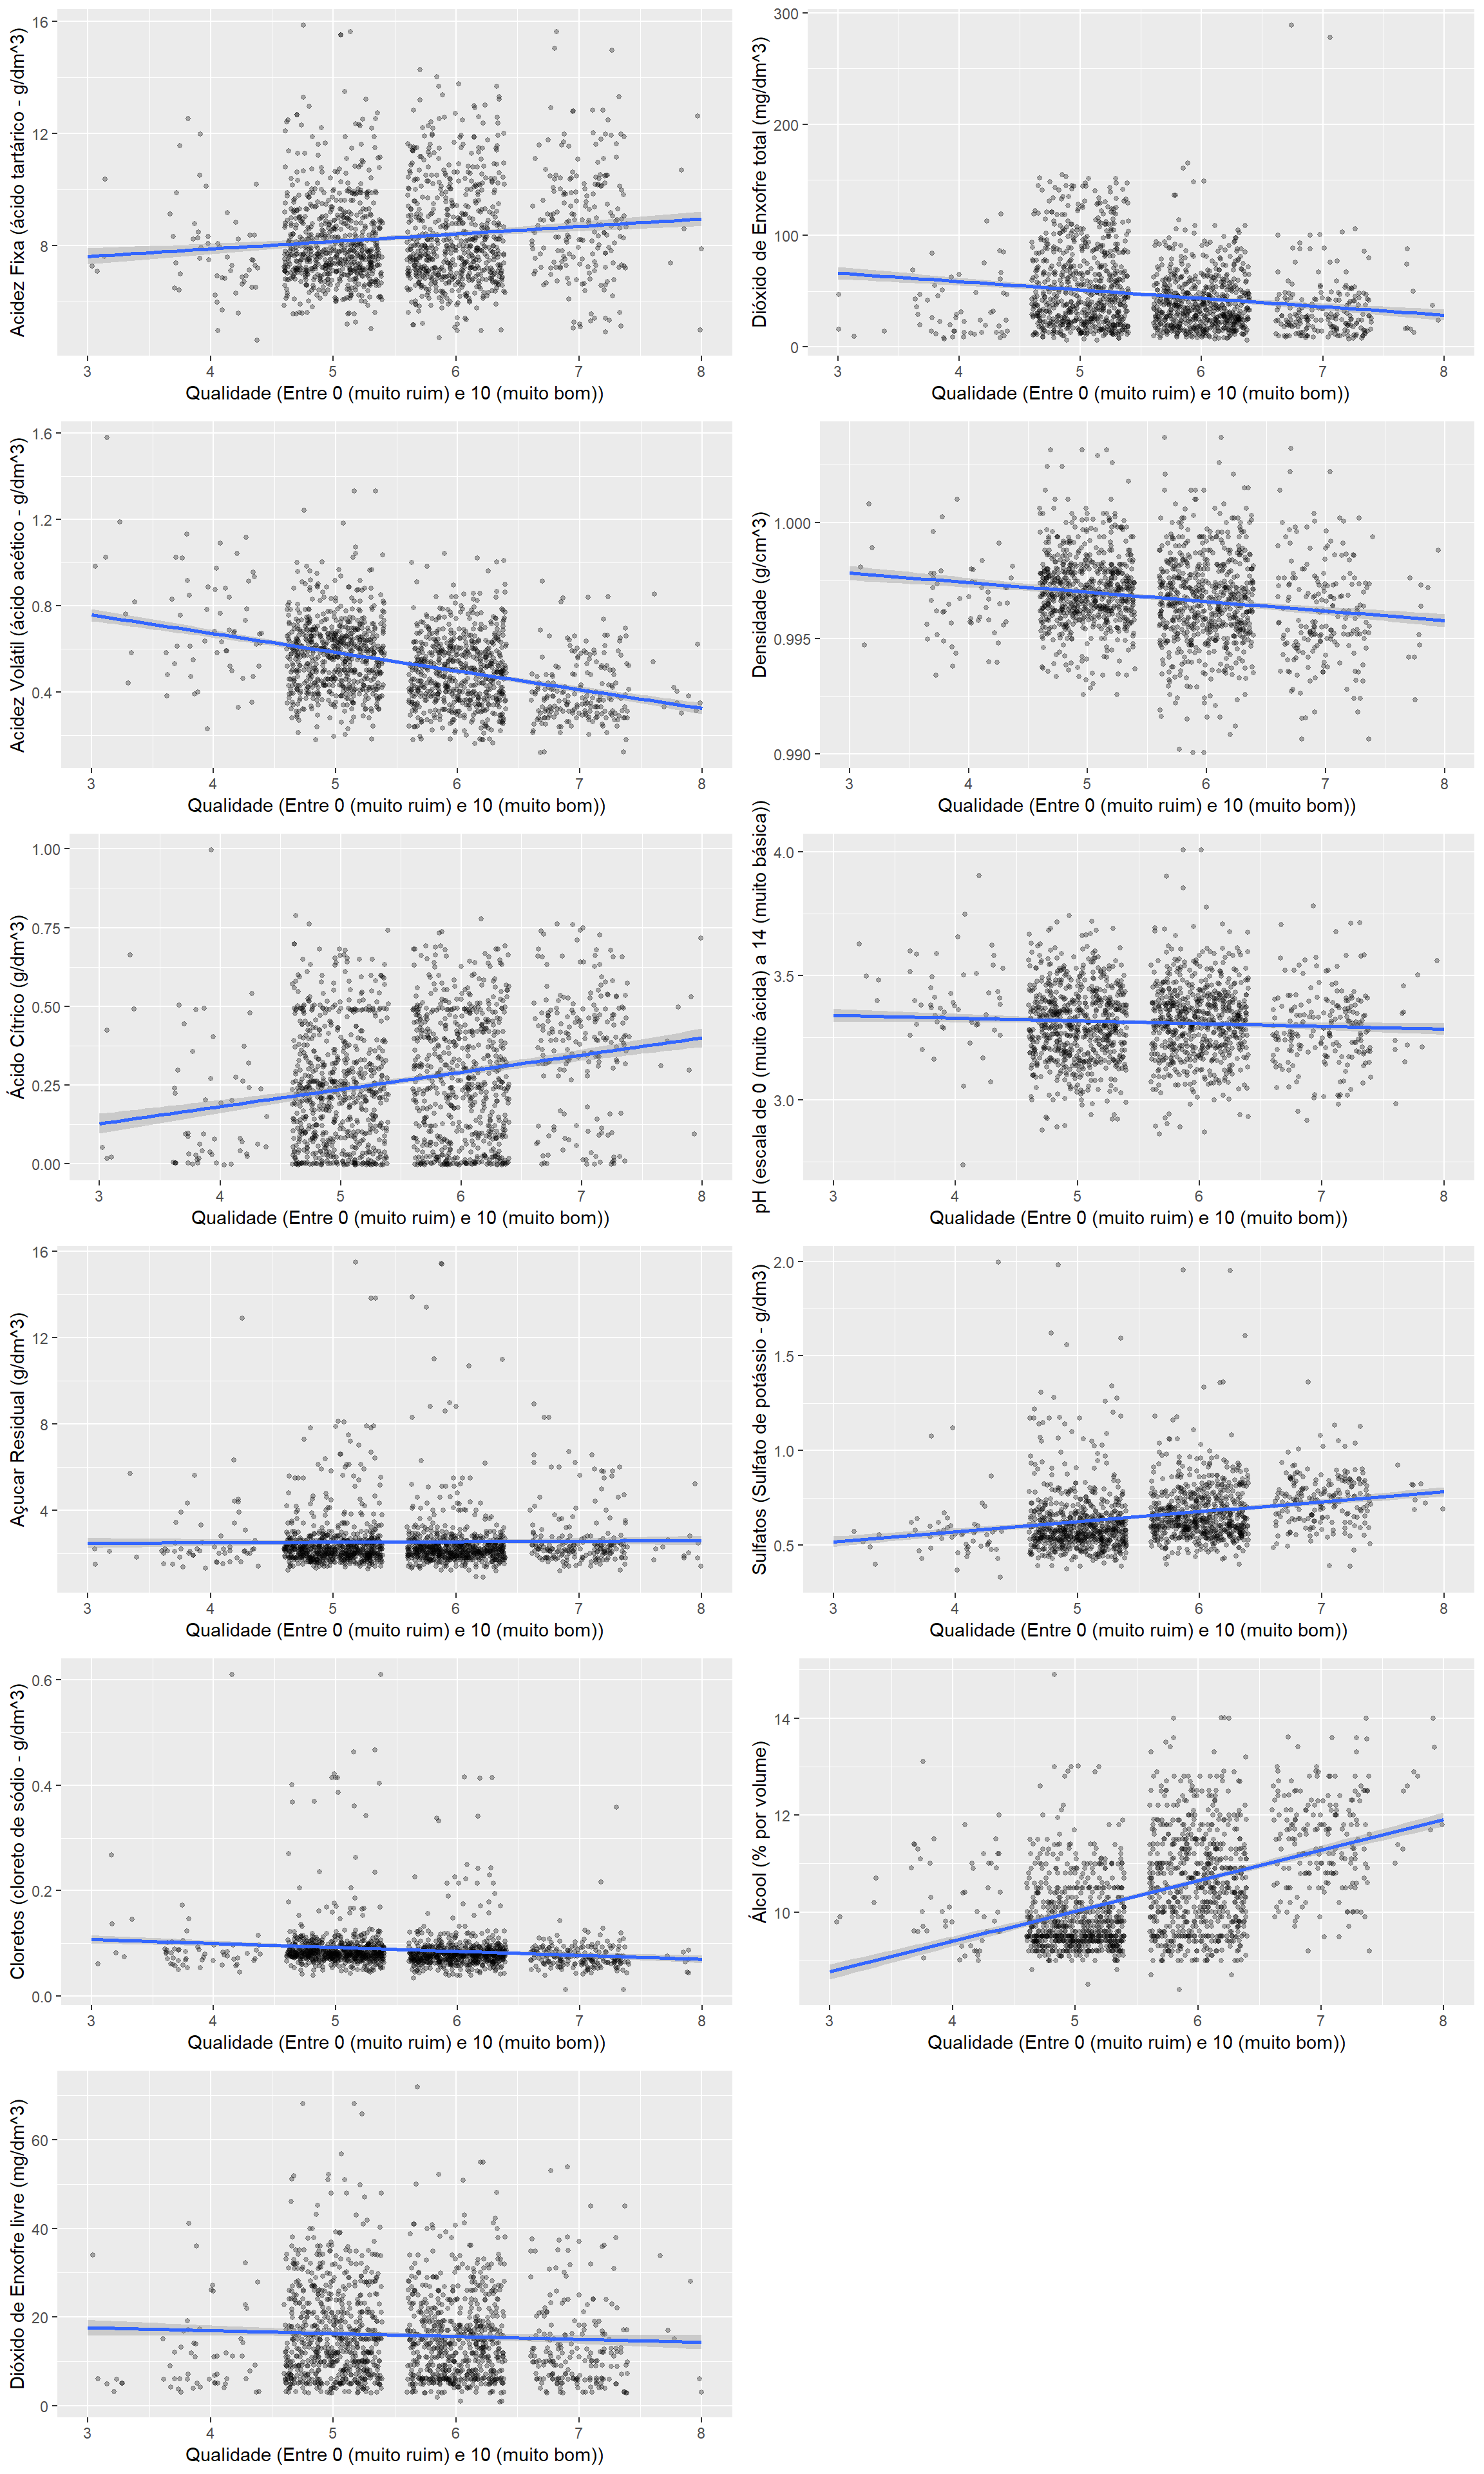 Acidez Fixa (ácido tartárico - g/dm^3)
16
12
8
3 4 5 6 7 8
Qualidade (Entre 0 (muito ruim) e 10 (muito bom))
Dióxido de Enxofre total (mg/dm^3)
300
200
100
0
3 4 5 6 7 8
Qualidade (Entre 0 (muito ruim) e 10 (muito bom))
Acidez Volátil (ácido acético - g/dm^3)
1.6
1.2
0.8
0.4
3 4 5 6 7 8
Qualidade (Entre 0 (muito ruim) e 10 (muito bom))
Densidade (g/cm^3)
1.000
0.995
0.990
3 4 5 6 7 8
Qualidade (Entre 0 (muito ruim) e 10 (muito bom))
Ácido Cítrico (g/dm^3)
1.00
0.75
0.50
0.25
0.00
3 4 5 6 7 8
Qualidade (Entre 0 (muito ruim) e 10 (muito bom))
pH (escala de 0 (muito ácida) a 14 (muito básica))
4.0
3.5
3.0
3 4 5 6 7 8
Qualidade (Entre 0 (muito ruim) e 10 (muito bom))
Açucar Residual (g/dm^3)
16
12
8
4
3 4 5 6 7 8
Qualidade (Entre 0 (muito ruim) e 10 (muito bom))
Sulfatos (Sulfato de potássio - g/dm3)
2.0
1.5
1.0
0.5
3 4 5 6 7 8
Qualidade (Entre 0 (muito ruim) e 10 (muito bom))
Cloretos (cloreto de sódio - g/dm^3)
0.6
0.4
0.2
0.0
3 4 5 6 7 8
Qualidade (Entre 0 (muito ruim) e 10 (muito bom))
Álcool (% por volume)
14
12
10
3 4 5 6 7 8
Qualidade (Entre 0 (muito ruim) e 10 (muito bom))
Dióxido de Enxofre livre (mg/dm^3)
60
40
20
0
3 4 5 6 7 8
Qualidade (Entre 0 (muito ruim) e 10 (muito bom))